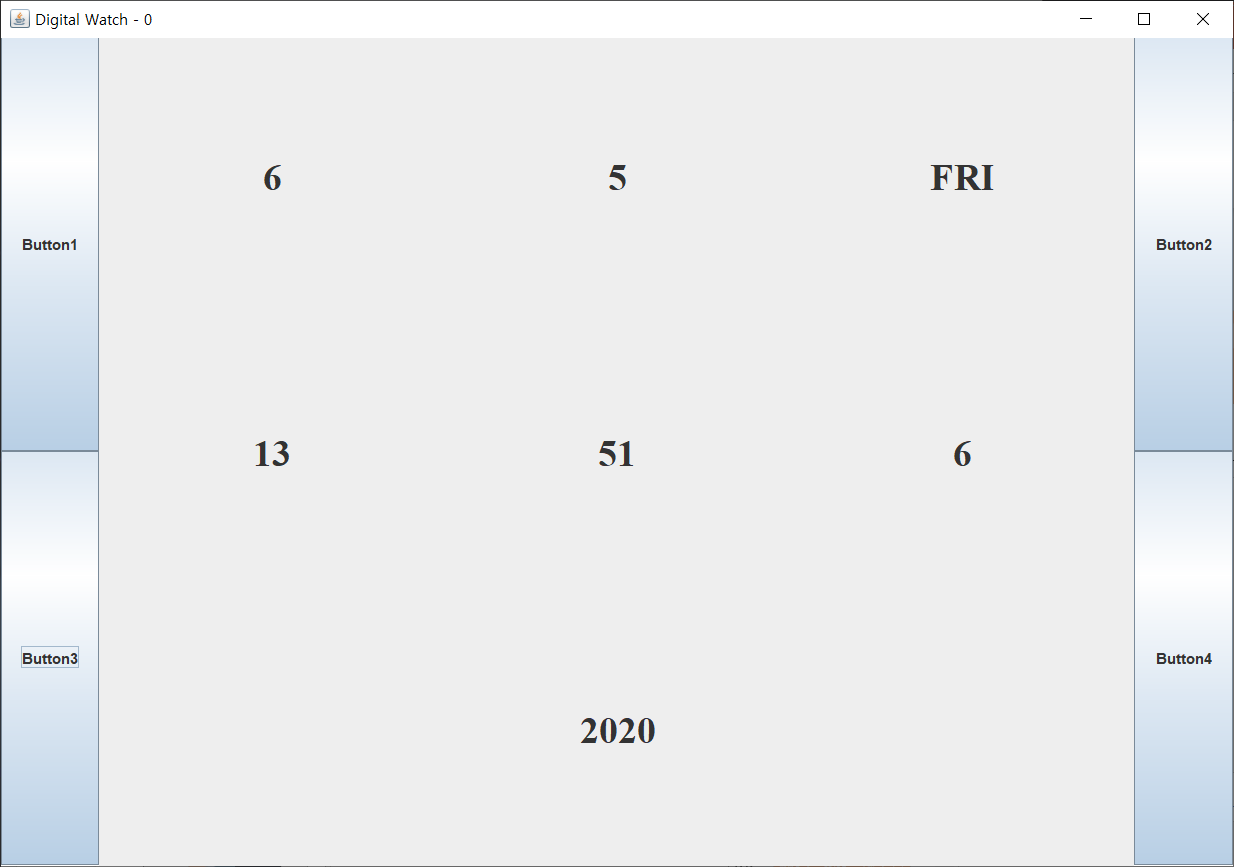 Digital Watch - 0
6 5 FRI
Button1 Button2
13 51 6
Button3 Button4
2020